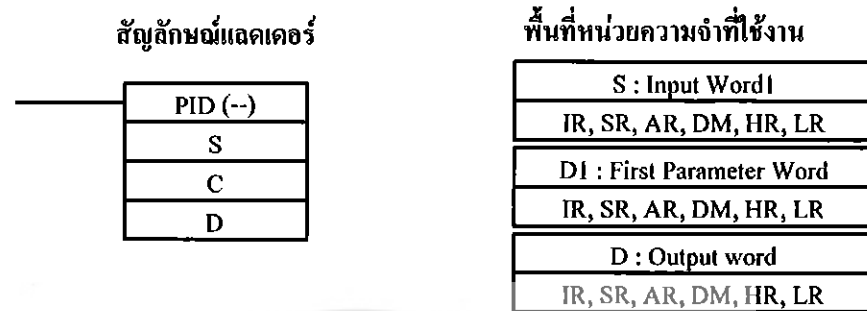 สัญลักษณ์แลดเดอร์
PID (--)
S
C
D
พื้นที่หน่วยความจำที่ใช้งาน
S : Input Word1
IR, SR, AR, DM, HR, LR
D1 : First Parameter Word
IR, SR, AR, DM, HR, LR
D : Output word
IR, SR, AR, DM, HR, LR